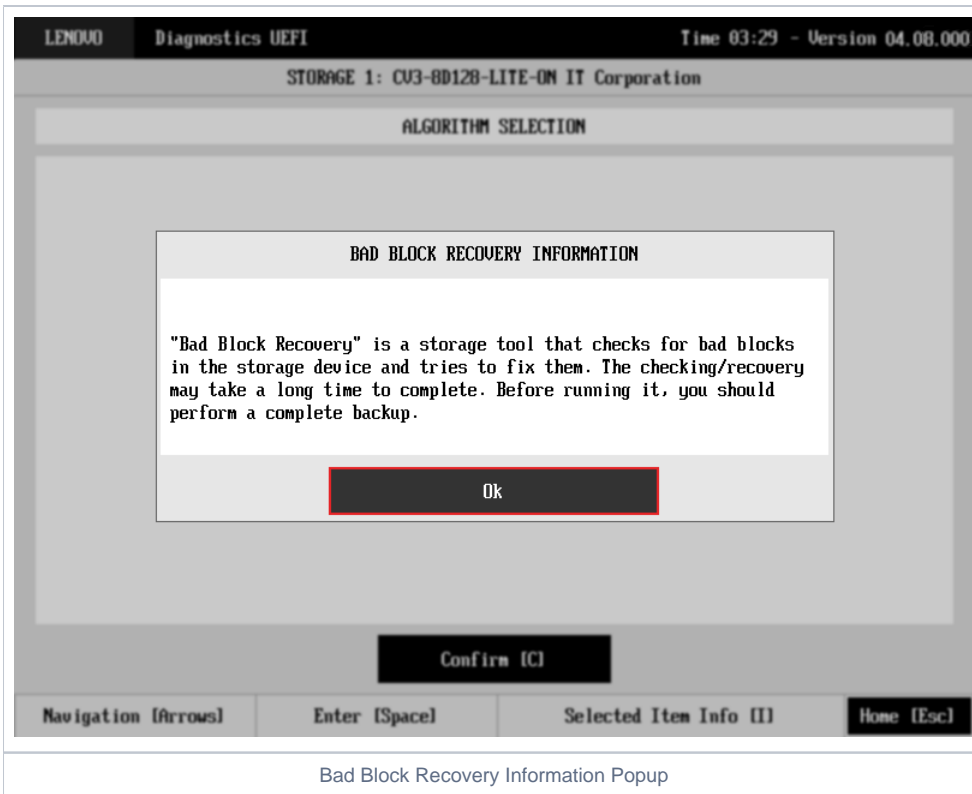 LENOVO Diagnostics UEFI Time 03:29 - Version 04.08.000
STORAGE 1: CV3-8D128-LITE-ON IT Corporation
ALGORITHM SELECTION
BAD BLOCK RECOVERY INFORMATION
"Bad Block Recovery" is a storage tool that checks for bad blocks
in the storage device and tries to fix them. The checking/recovery
may take a long time to complete. Before running it, you should
perform a complete backup.
Ok
Confirm [C]
Navigation [Arrows] Enter [Space] Selected Item Info [I] Home [Esc]
Bad Block Recovery Information Popup